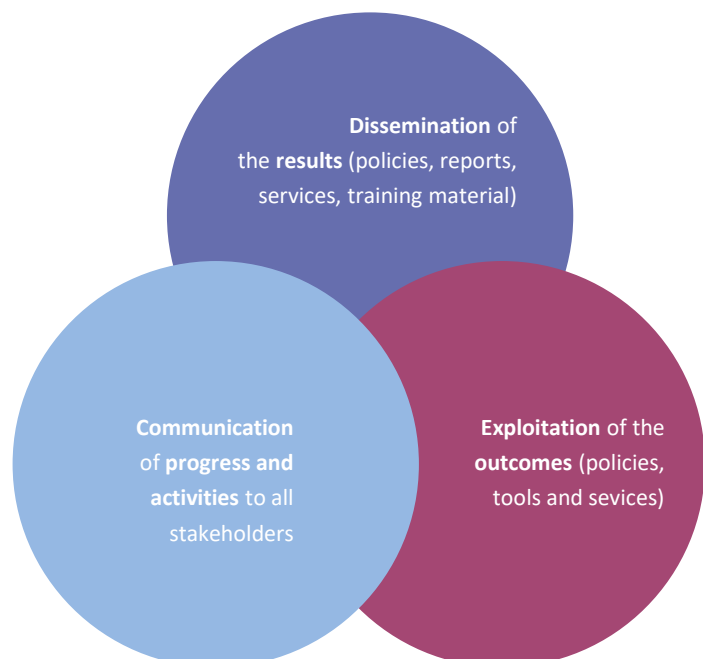 Dissemination of
the results (policies, reports,
services, training material)
Communication
of progress and
activities to all
stakeholders
Exploitation of the
outcomes (policies,
tools and sevices)